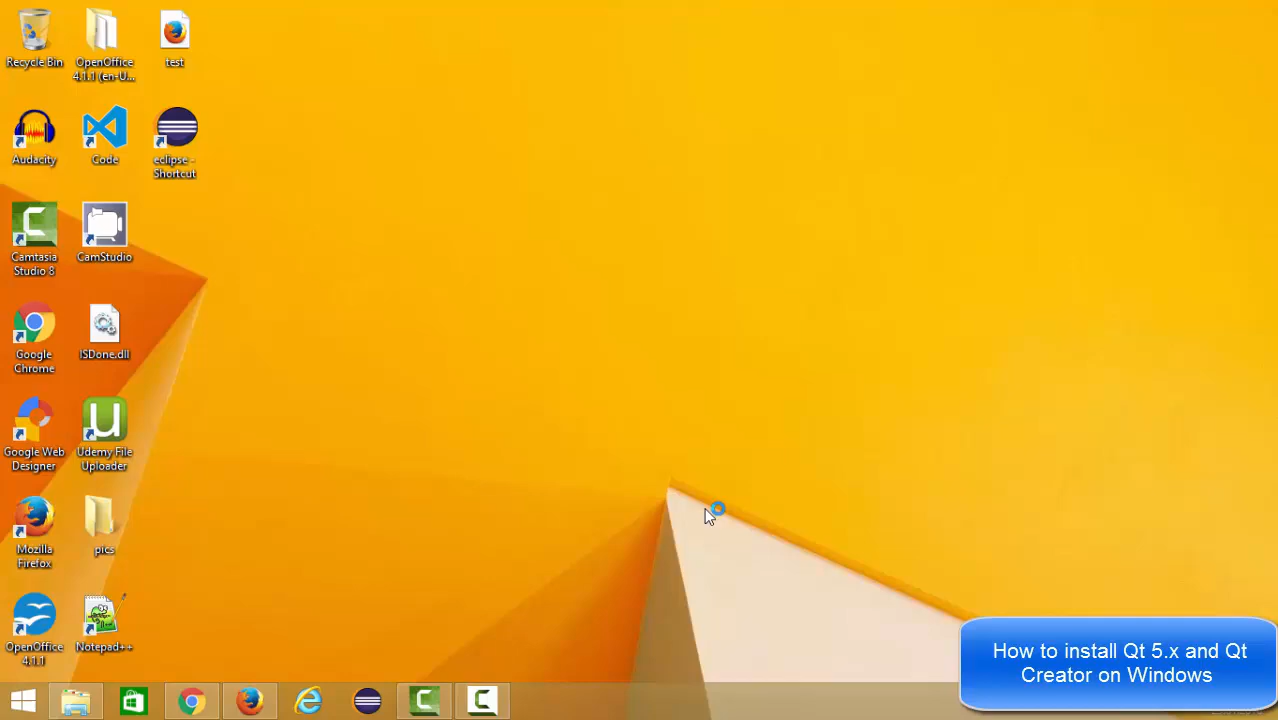 Recycle Bin
OpenOffice
4.1.1 (en-U...
test
Audacity
Code
eclipse -
Shortcut
Camtasia
Studio 8
CamStudio
Google
Chrome
ISDone.dll
Google Web
Designer
Udemy File
Uploader
Mozilla
Firefox
pics
OpenOffice
4.1.1
Notepad++
How to install Qt 5.x and Qt
Creator on Windows